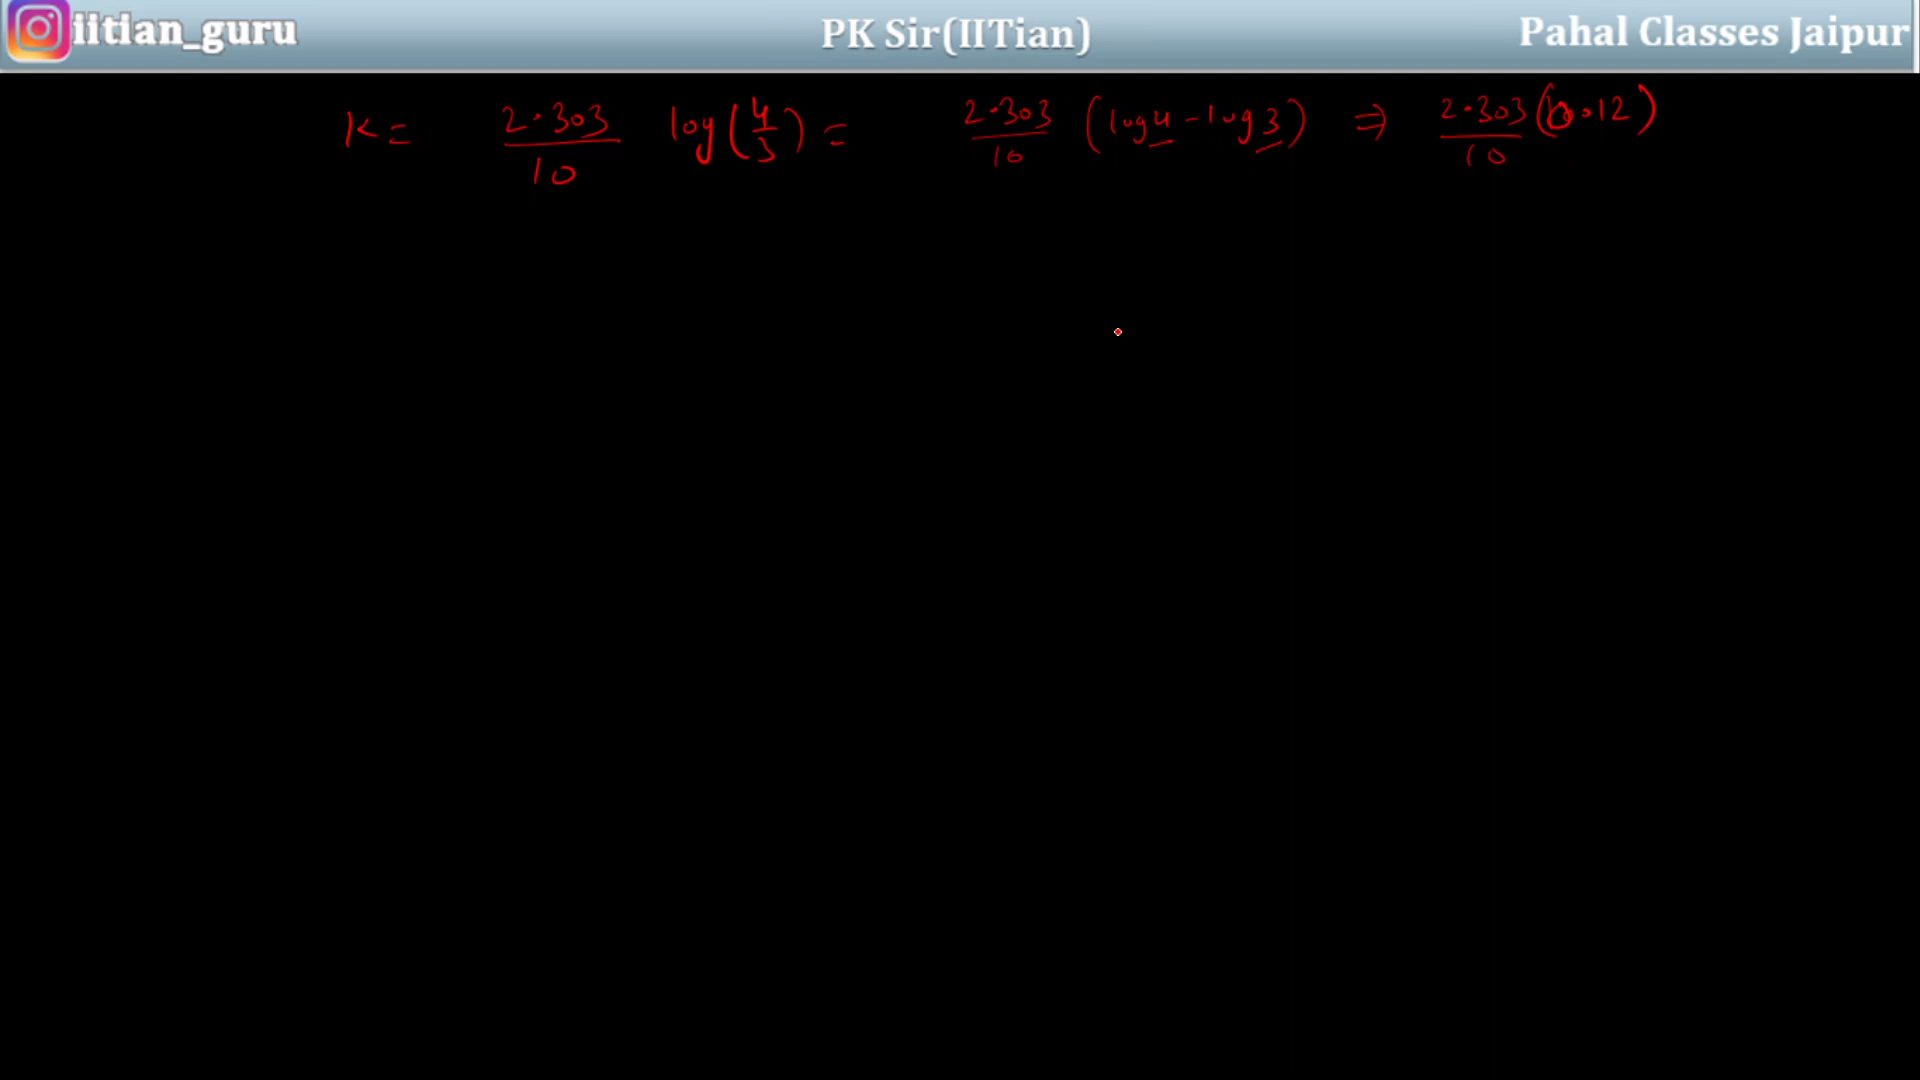 iitian_guru PK Sir(IITian) Pahal Classes Jaipur
K = 2.303/10 log(4/3) = 2.303/10 (log4 - log3) ⇒ 2.303/10 (0.12)